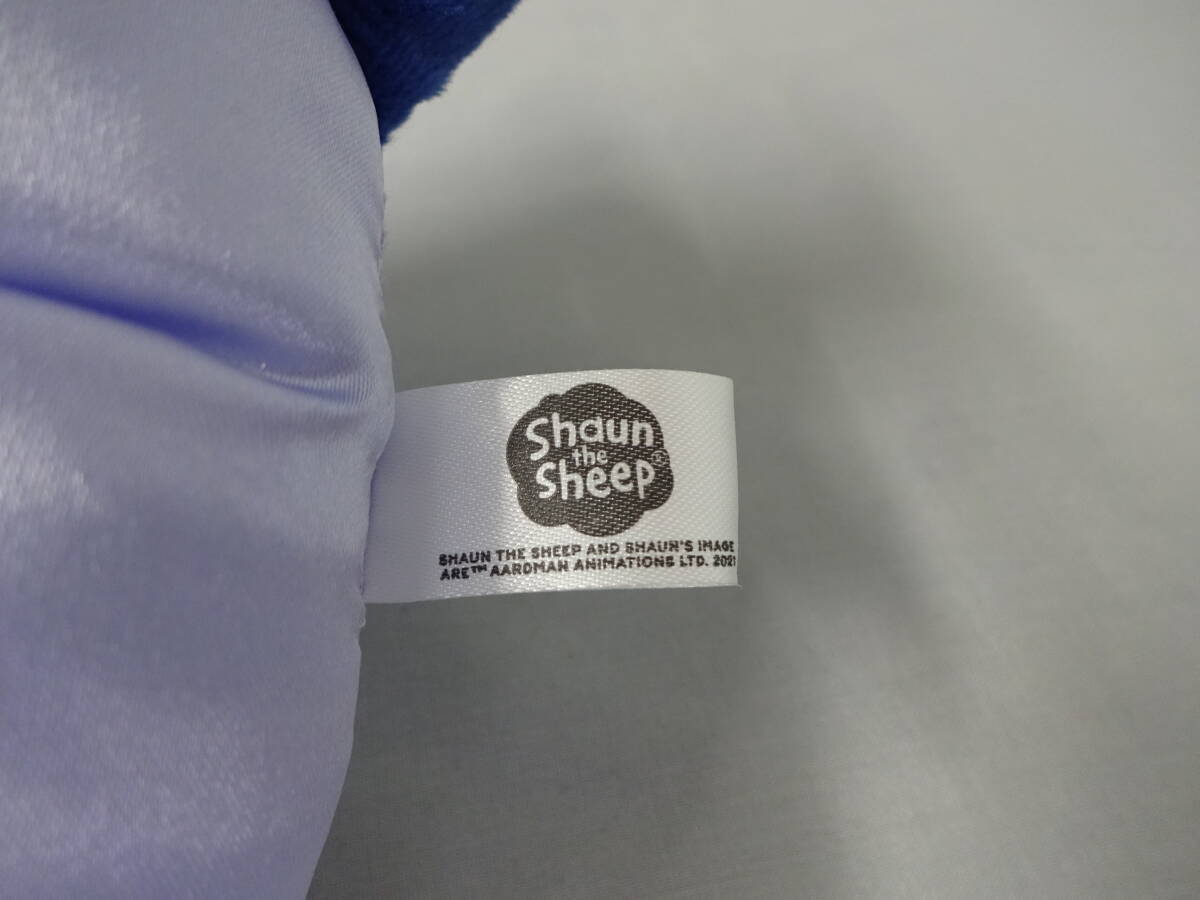 Shaun
the
Sheep®
SHAUN THE SHEEP AND SHAUN'S IMAGE
ARE™ AARDMAN ANIMATIONS LTD. 2021